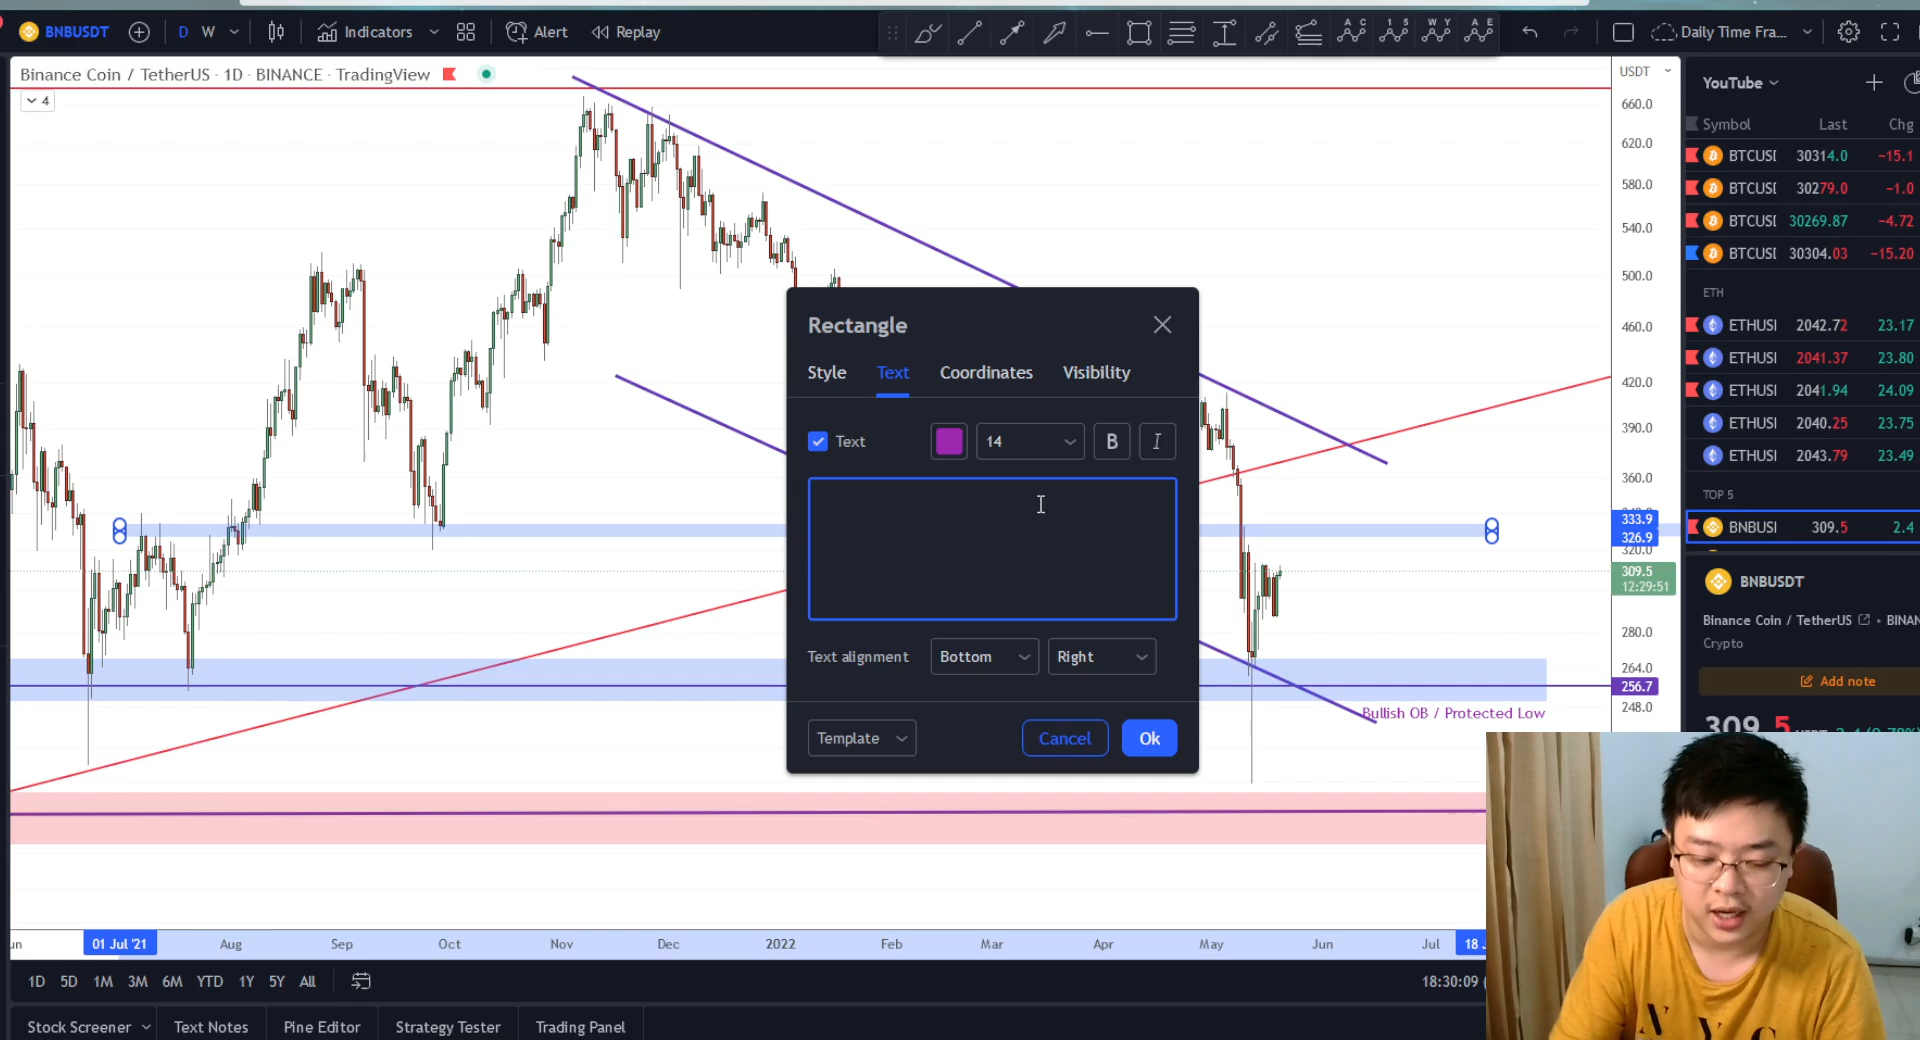 BNBUSDT D W Indicators Alert Replay Daily Time Fra...
A C 1 5 W Y A E
Binance Coin / TetherUS · 1D · BINANCE · TradingView
4
USDT
660.0
620.0
580.0
540.0
500.0
460.0
420.0
390.0
360.0
333.9
326.9
320.0
309.5
12:29:51
280.0
264.0
256.7
248.0
Rectangle
Style Text Coordinates Visibility
Text 14 B I
Text alignment Bottom Right
Template Cancel Ok
Bullish OB / Protected Low
01 Jul '21 Aug Sep Oct Nov Dec 2022 Feb Mar Apr May Jun Jul 18 J
1D 5D 1M 3M 6M YTD 1Y 5Y All 18:30:09
Stock Screener Text Notes Pine Editor Strategy Tester Trading Panel
YouTube
Symbol Last Chg
BTCUSI 30314.0 −15.1
BTCUSI 30279.0 −1.0
BTCUSI 30269.87 −4.72
BTCUSI 30304.03 −15.20
ETH
ETHUSI 2042.72 23.17
ETHUSI 2041.37 23.80
ETHUSI 2041.94 24.09
ETHUSI 2040.25 23.75
ETHUSI 2043.79 23.49
TOP 5
BNBUSI 309.5 2.4
BNBUSDT
Binance Coin / TetherUS • BINAN
Crypto
Add note
309.5
N Y C